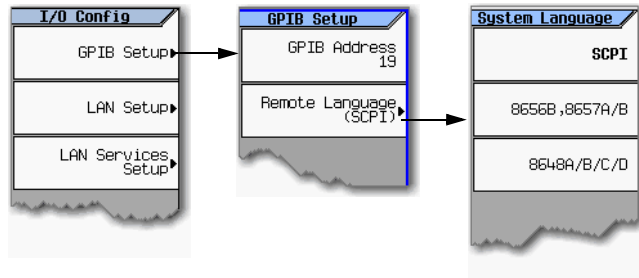 I/O Config
GPIB Setup
LAN Setup
LAN Services
Setup
GPIB Setup
GPIB Address
19
Remote Language
(SCPI)
System Language
SCPI
8656B,8657A/B
8648A/B/C/D